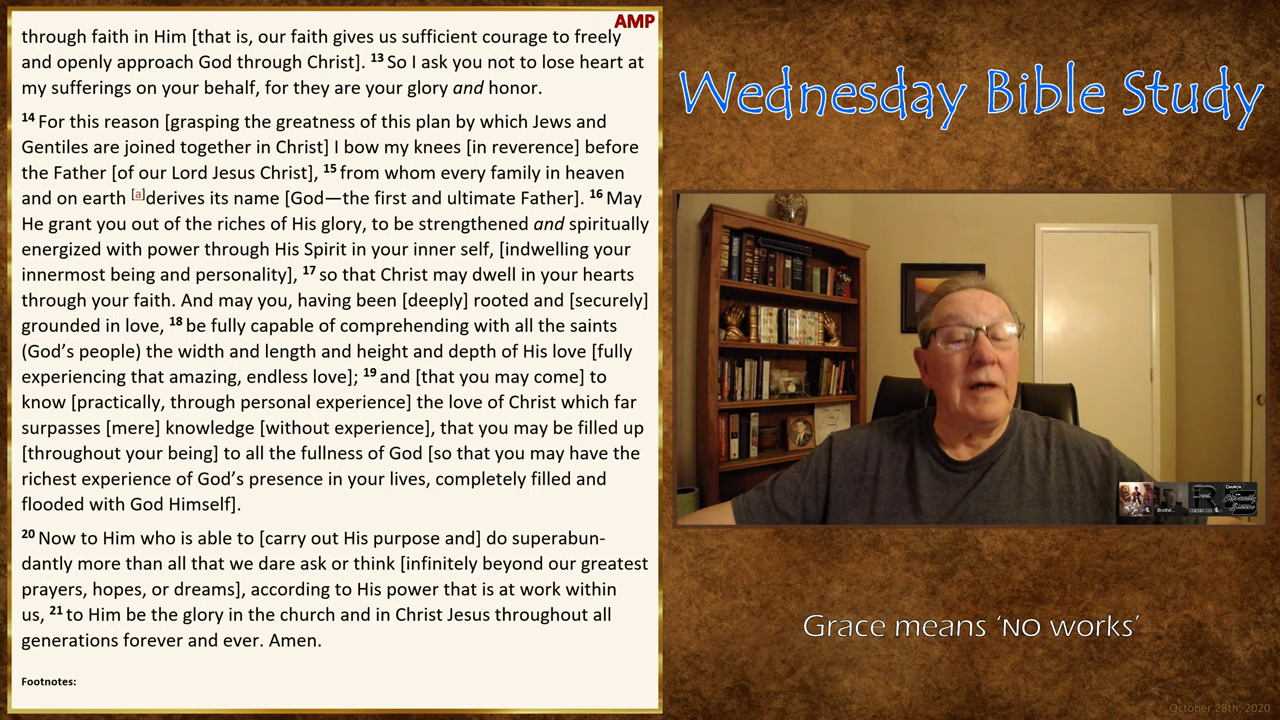 AMP
through faith in Him [that is, our faith gives us sufficient courage to freely
and openly approach God through Christ]. 13 So I ask you not to lose heart at
my sufferings on your behalf, for they are your glory and honor.
14 For this reason [grasping the greatness of this plan by which Jews and
Gentiles are joined together in Christ] I bow my knees [in reverence] before
the Father [of our Lord Jesus Christ], 15 from whom every family in heaven
and on earth [a]derives its name [God—the first and ultimate Father]. 16 May
He grant you out of the riches of His glory, to be strengthened and spiritually
energized with power through His Spirit in your inner self, [indwelling your
innermost being and personality], 17 so that Christ may dwell in your hearts
through your faith. And may you, having been [deeply] rooted and [securely]
grounded in love, 18 be fully capable of comprehending with all the saints
(God’s people) the width and length and height and depth of His love [fully
experiencing that amazing, endless love]; 19 and [that you may come] to
know [practically, through personal experience] the love of Christ which far
surpasses [mere] knowledge [without experience], that you may be filled up
[throughout your being] to all the fullness of God [so that you may have the
richest experience of God’s presence in your lives, completely filled and
flooded with God Himself].
20 Now to Him who is able to [carry out His purpose and] do superabun-
dantly more than all that we dare ask or think [infinitely beyond our greatest
prayers, hopes, or dreams], according to His power that is at work within
us, 21 to Him be the glory in the church and in Christ Jesus throughout all
generations forever and ever. Amen.
Footnotes:
Wednesday Bible Study
Brothe...
CHURCH
Grace means ‘NO works’
October 28th, 2020